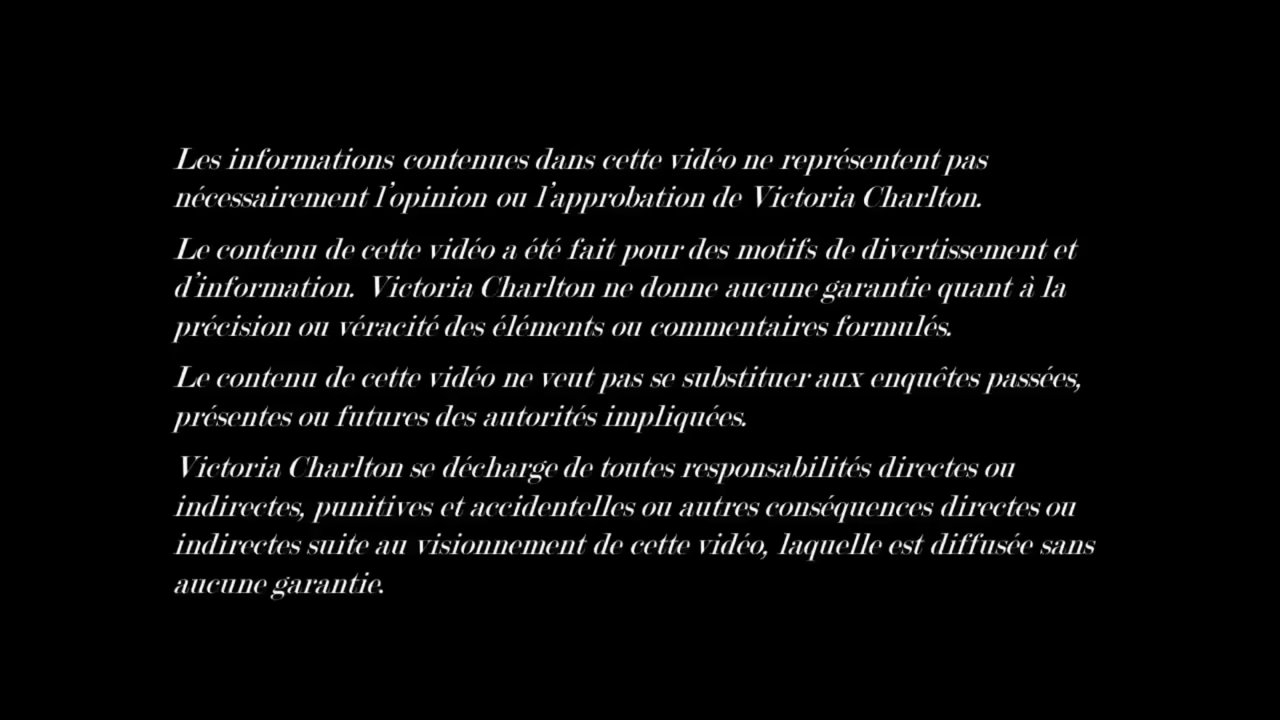 Les informations contenues dans cette vidéo ne représentent pas
nécessairement l'opinion ou l'approbation de Victoria Charlton.
Le contenu de cette vidéo a été fait pour des motifs de divertissement et
d'information. Victoria Charlton ne donne aucune garantie quant à la
précision ou véracité des éléments ou commentaires formulés.
Le contenu de cette vidéo ne veut pas se substituer aux enquêtes passées,
présentes ou futures des autorités impliquées.
Victoria Charlton se décharge de toutes responsabilités directes ou
indirectes, punitives et accidentelles ou autres conséquences directes ou
indirectes suite au visionnement de cette vidéo, laquelle est diffusée sans
aucune garantie.